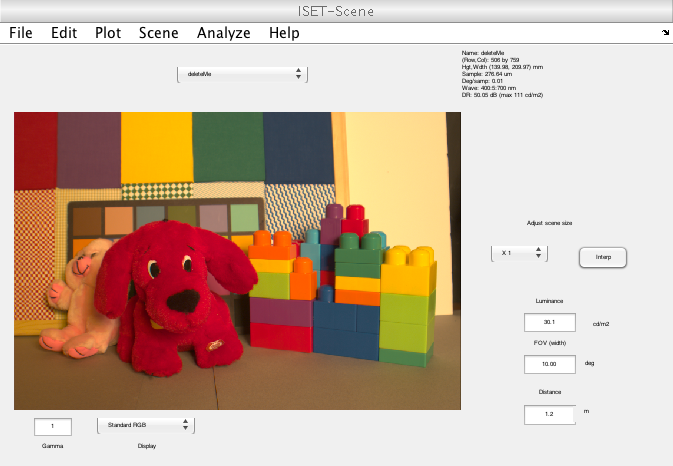 ISET-Scene
File Edit Plot Scene Analyze Help
deleteMe
Name: deleteMe
(Row,Col): 506 by 759
Hgt,Wdth (139.98, 209.97) mm
Sample: 276.64 um
Deg/samp: 0.01
Wave: 400:5:700 nm
DR: 50.05 dB (max 111 cd/m2)
Adjust scene size
X 1
Interp
Luminance
30.1 cd/m2
FOV (width)
10.00 deg
Distance
1.2 m
1
Standard RGB
Gamma
Display